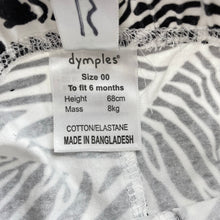 dymples®
Size 00
To fit 6 months
Height 68cm
Mass 8kg
COTTON/ELASTANE
MADE IN BANGLADESH